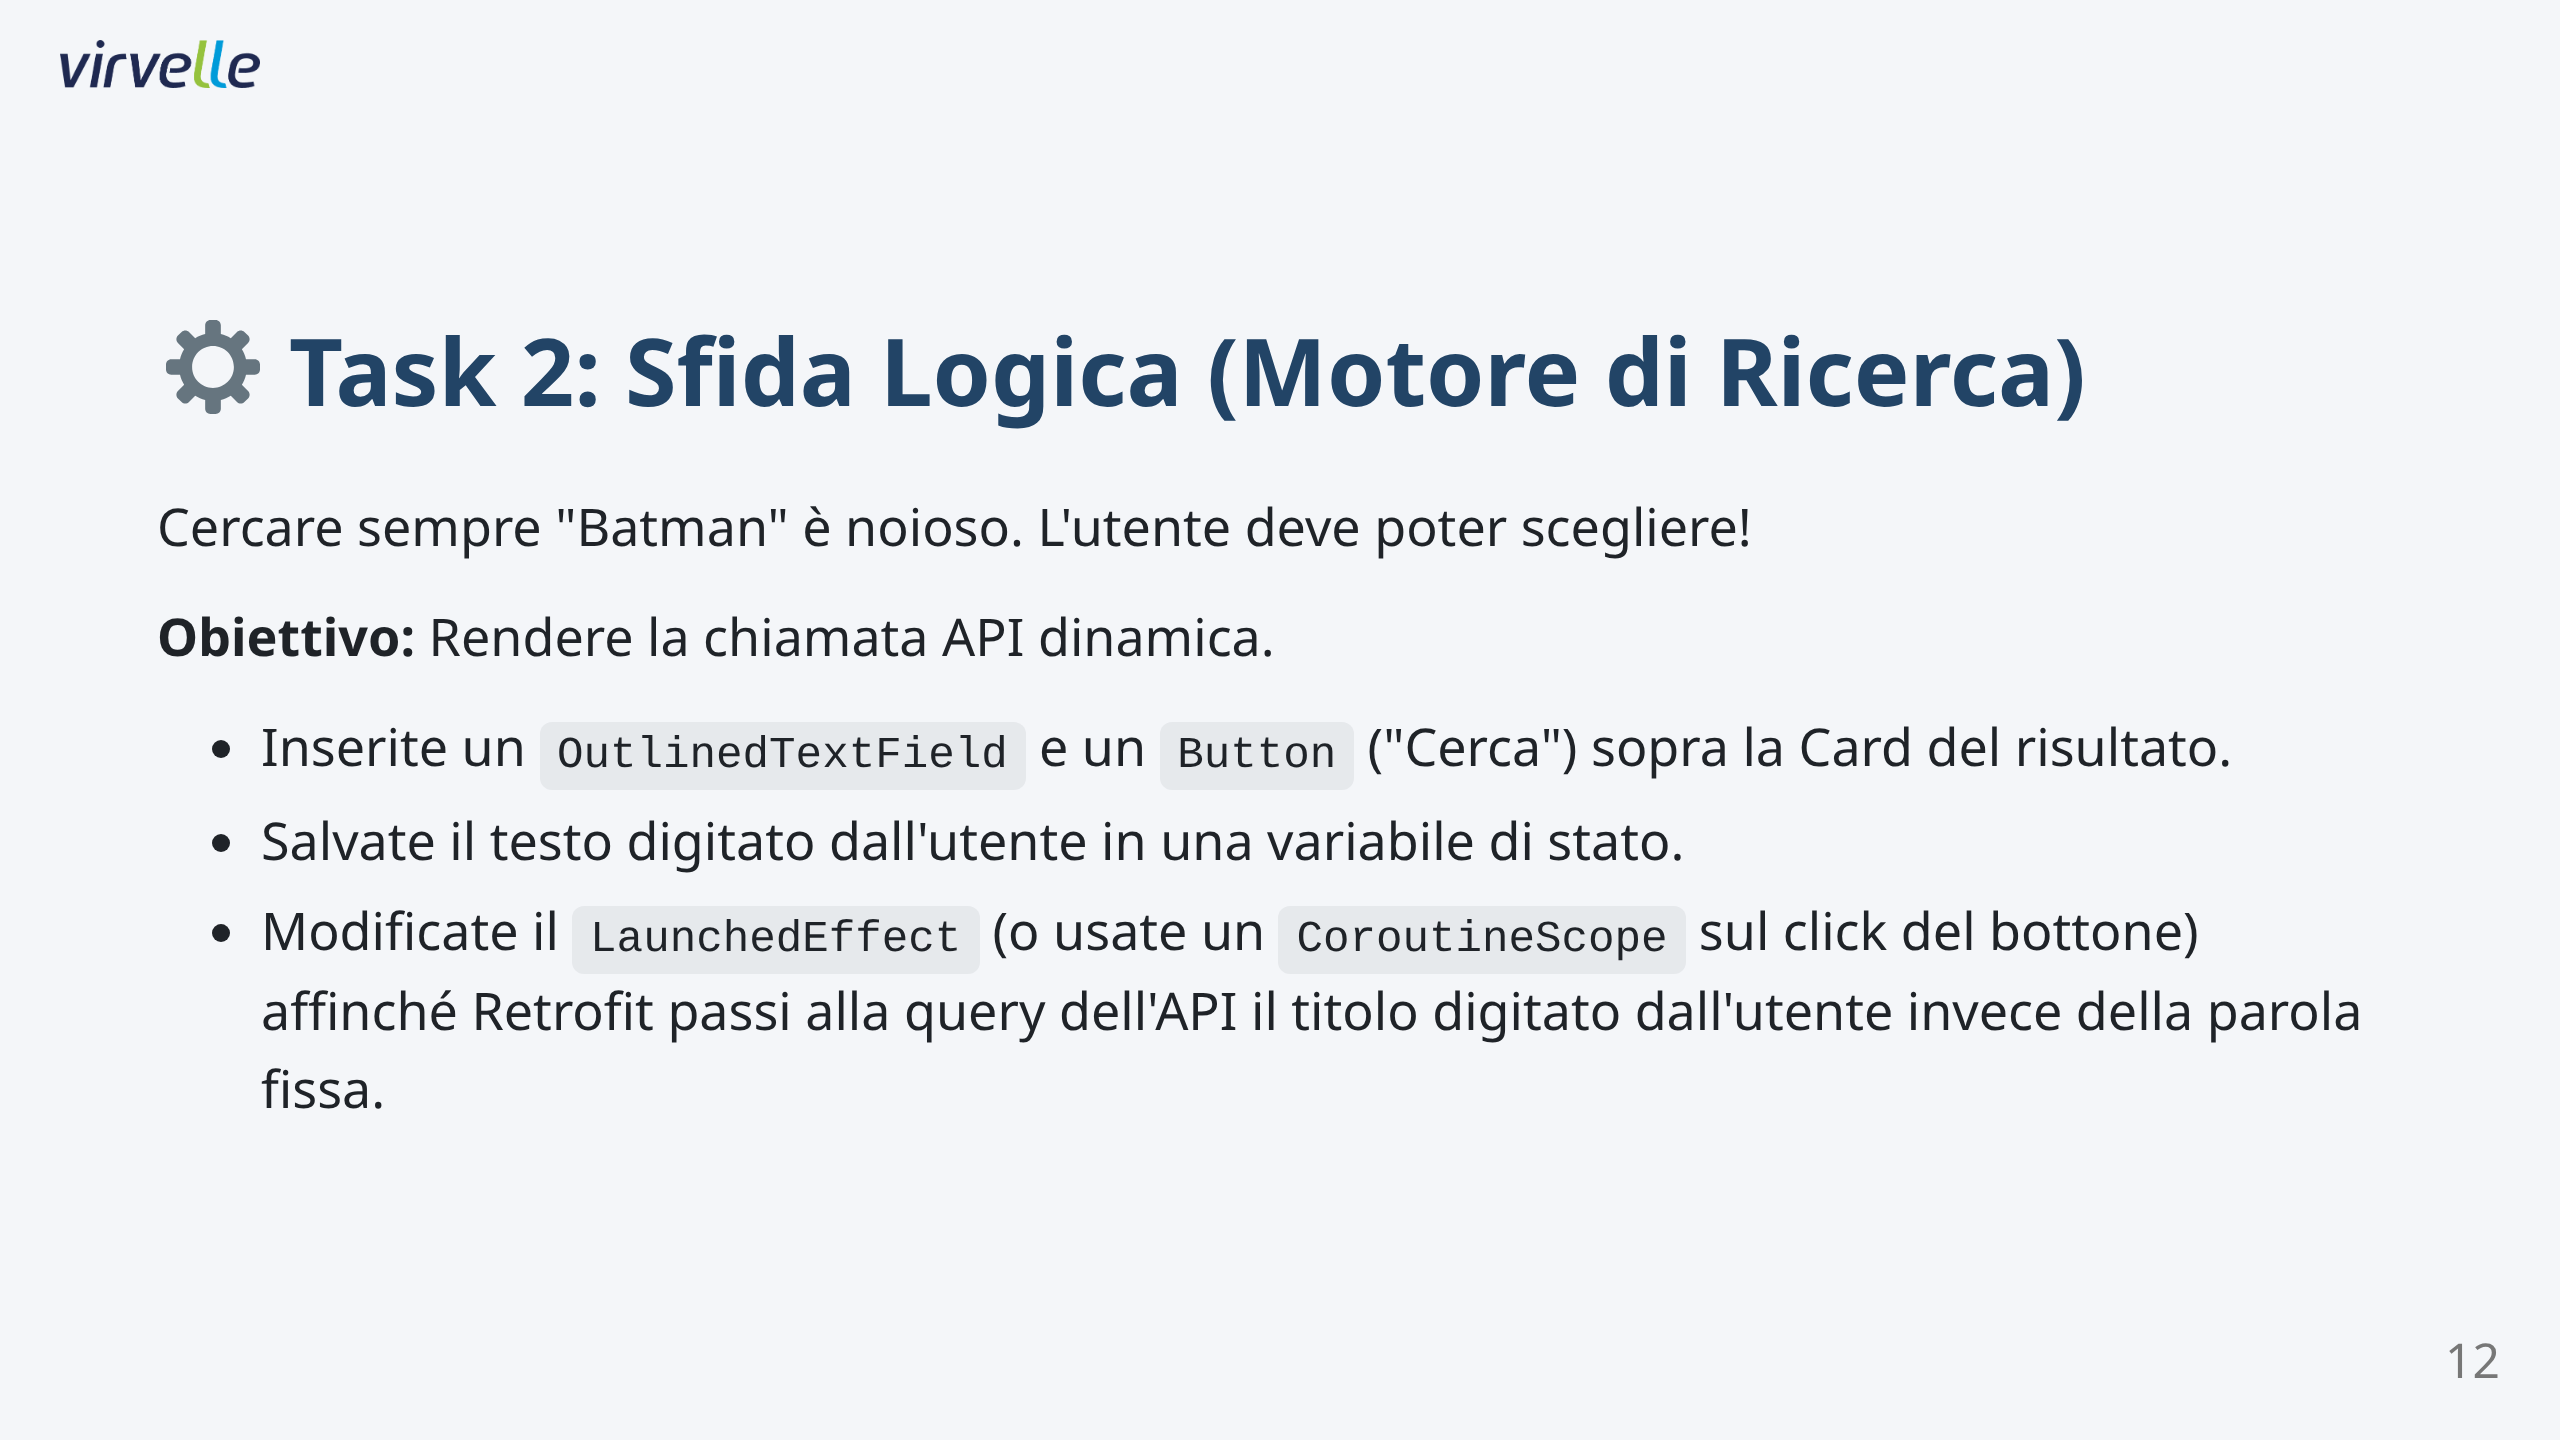 virvelle
Task 2: Sfida Logica (Motore di Ricerca)
Cercare sempre "Batman" è noioso. L'utente deve poter scegliere!
Obiettivo: Rendere la chiamata API dinamica.
• Inserite un OutlinedTextField e un Button ("Cerca") sopra la Card del risultato.
• Salvate il testo digitato dall'utente in una variabile di stato.
• Modificate il LaunchedEffect (o usate un CoroutineScope sul click del bottone)
affinché Retrofit passi alla query dell'API il titolo digitato dall'utente invece della parola
fissa.
12